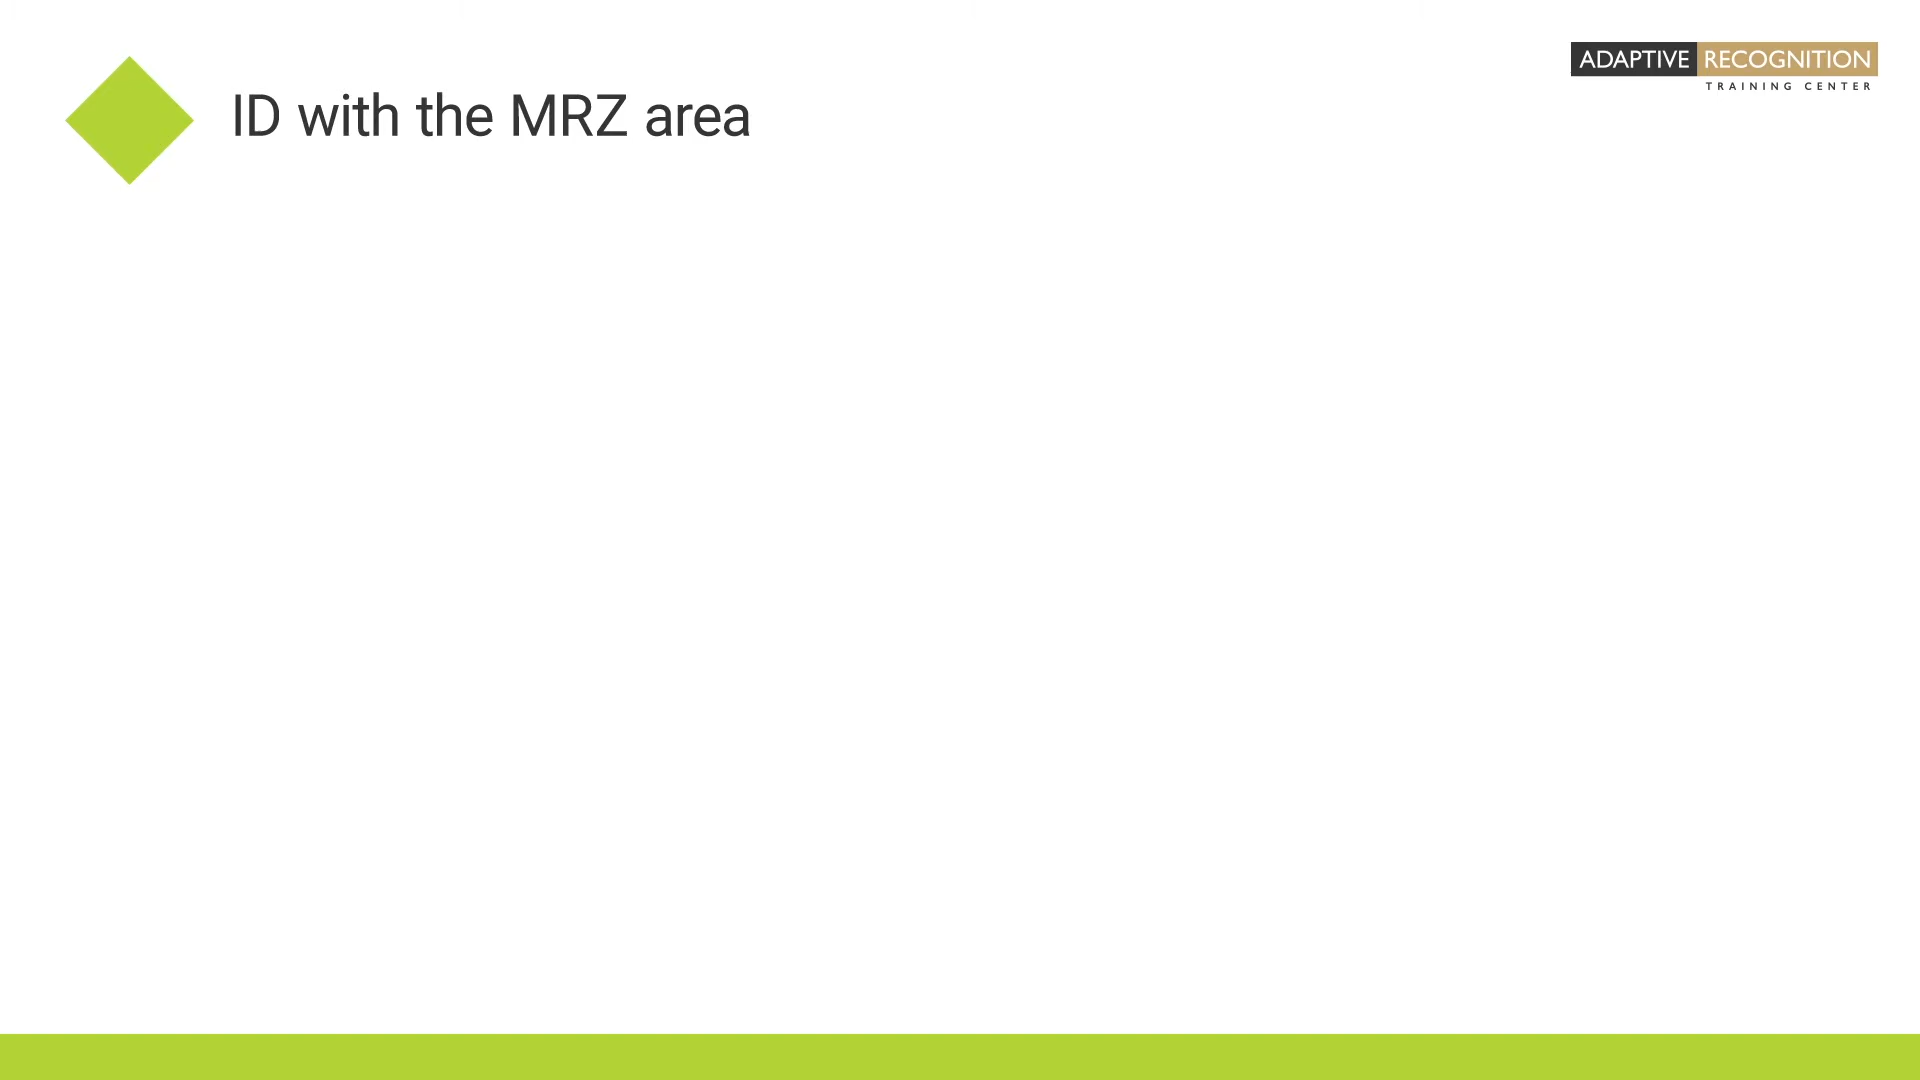 ID with the MRZ area
ADAPTIVE RECOGNITION
TRAINING CENTER